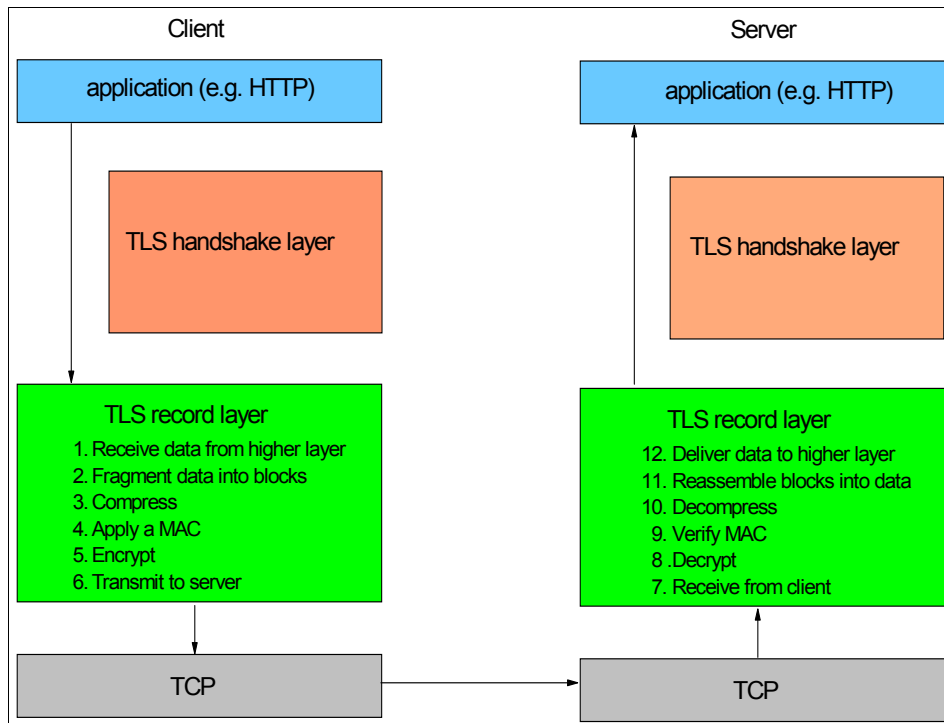 Client
application (e.g. HTTP)
TLS handshake layer
TLS record layer
1. Receive data from higher layer
2. Fragment data into blocks
3. Compress
4. Apply a MAC
5. Encrypt
6. Transmit to server
TCP
Server
application (e.g. HTTP)
TLS handshake layer
TLS record layer
12. Deliver data to higher layer
11. Reassemble blocks into data
10. Decompress
9. Verify MAC
8 .Decrypt
7. Receive from client
TCP